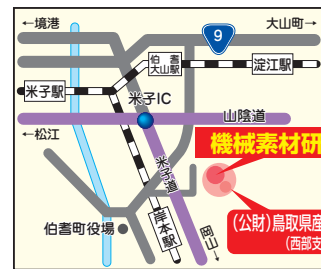 ←境港
大山町→
9
伯耆
大山駅
淀江駅
米子駅
米子IC
山陰道
←松江
機械素材研
米子道
(公財)鳥取県産
(西部支
伯耆町役場
岸本駅
岡山→